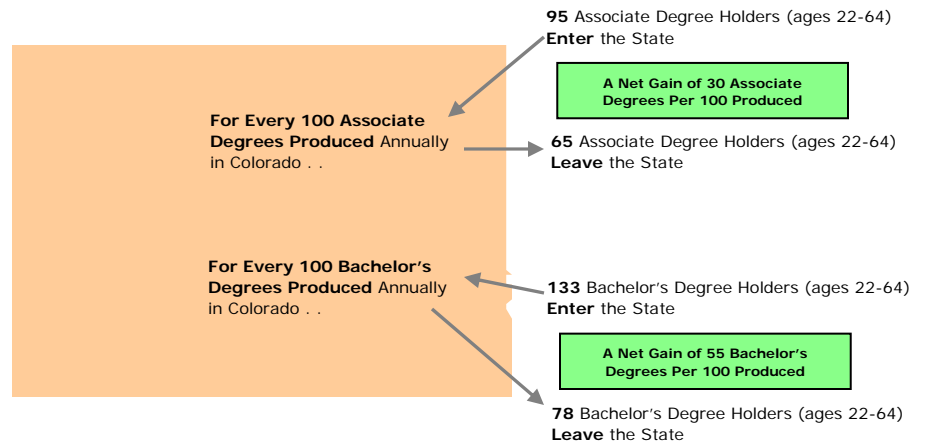 95 Associate Degree Holders (ages 22-64)
Enter the State
A Net Gain of 30 Associate
Degrees Per 100 Produced
For Every 100 Associate
Degrees Produced Annually
in Colorado . .
65 Associate Degree Holders (ages 22-64)
Leave the State
For Every 100 Bachelor's
Degrees Produced Annually
in Colorado . .
133 Bachelor's Degree Holders (ages 22-64)
Enter the State
A Net Gain of 55 Bachelor's
Degrees Per 100 Produced
78 Bachelor's Degree Holders (ages 22-64)
Leave the State